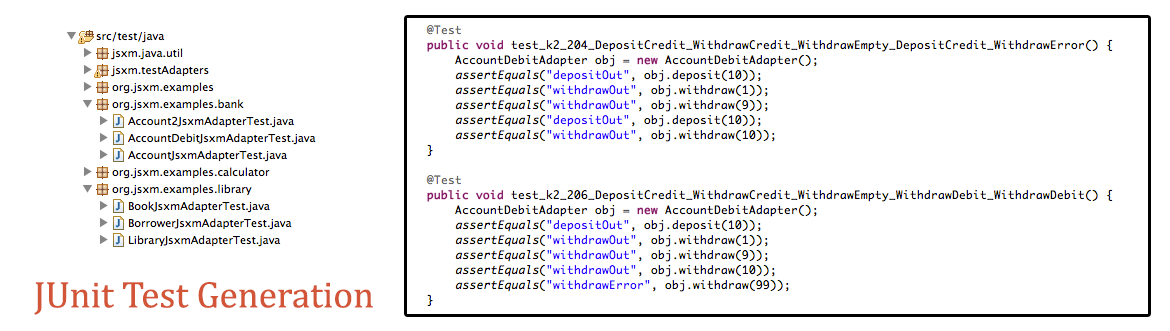 src/test/java
jsxm.java.util
jsxm.testAdapters
org.jsxm.examples
org.jsxm.examples.bank
Account2JsxmAdapterTest.java
AccountDebitJsxmAdapterTest.java
AccountJsxmAdapterTest.java
org.jsxm.examples.calculator
org.jsxm.examples.library
BookJsxmAdapterTest.java
BorrowerJsxmAdapterTest.java
LibraryJsxmAdapterTest.java
JUnit Test Generation
@Test
public void test_k2_204_DepositCredit_WithdrawCredit_WithdrawEmpty_DepositCredit_WithdrawError() {
AccountDebitAdapter obj = new AccountDebitAdapter();
assertEquals("depositOut", obj.deposit(10));
assertEquals("withdrawOut", obj.withdraw(1));
assertEquals("withdrawOut", obj.withdraw(9));
assertEquals("depositOut", obj.deposit(10));
assertEquals("withdrawOut", obj.withdraw(10));
}
@Test
public void test_k2_206_DepositCredit_WithdrawCredit_WithdrawEmpty_WithdrawDebit_WithdrawDebit() {
AccountDebitAdapter obj = new AccountDebitAdapter();
assertEquals("depositOut", obj.deposit(10));
assertEquals("withdrawOut", obj.withdraw(1));
assertEquals("withdrawOut", obj.withdraw(9));
assertEquals("withdrawOut", obj.withdraw(10));
assertEquals("withdrawError", obj.withdraw(99));
}